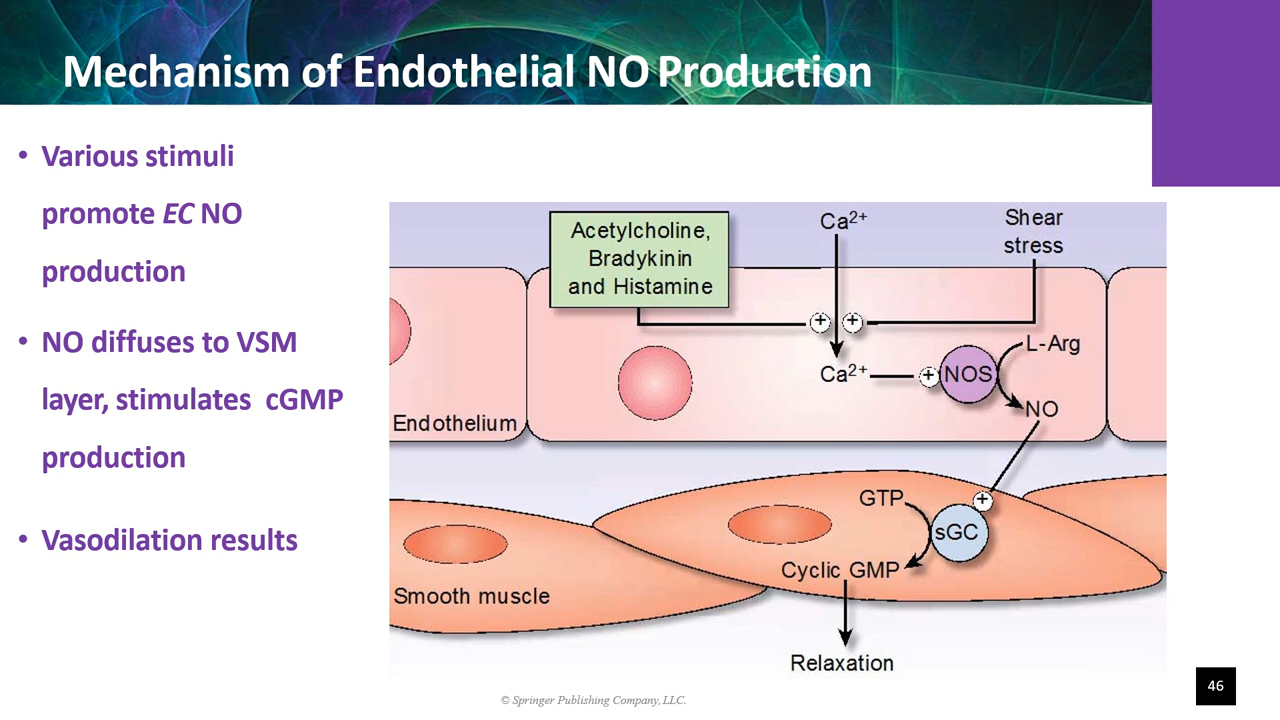 Mechanism of Endothelial NO Production
• Various stimuli
promote EC NO
production
• NO diffuses to VSM
layer, stimulates cGMP
production
• Vasodilation results
Acetylcholine,
Bradykinin
and Histamine
Ca²⁺
Shear
stress
+ +
L-Arg
Ca²⁺
+
NOS
NO
Endothelium
GTP
+
sGC
Cyclic GMP
Smooth muscle
Relaxation
© Springer Publishing Company, LLC.
46